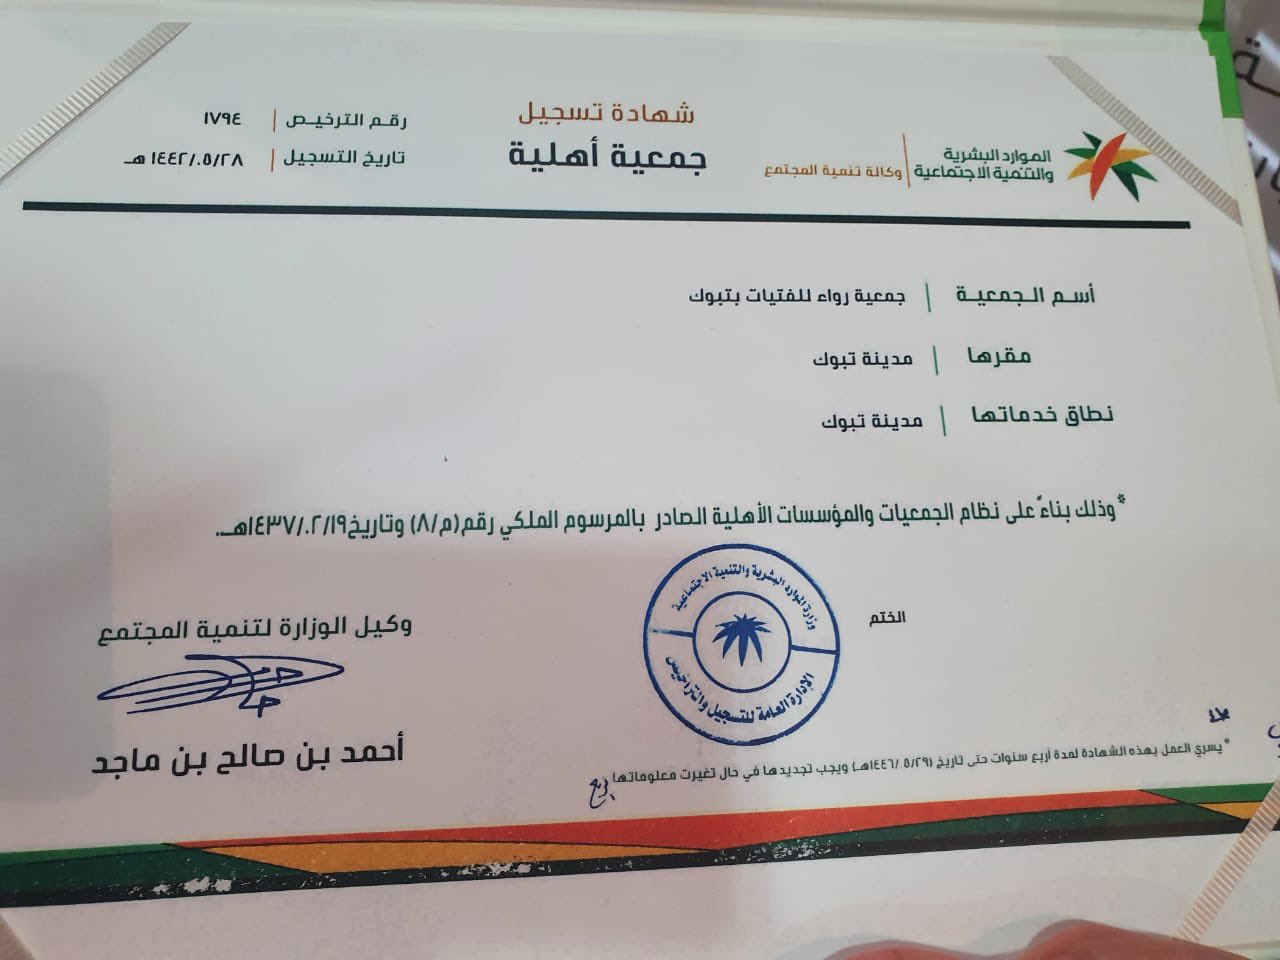 الموارد البشرية
والتنمية الاجتماعية
وكالة تنمية المجتمع
شهادة تسجيل
جمعية أهلية
رقم الترخيص | ١٧٩٤
تاريخ التسجيل | ١٤٤٢/٠٥/٢٨ هـ
أسم الجمعية | جمعية رواء للفتيات بتبوك
مقرها | مدينة تبوك
نطاق خدماتها | مدينة تبوك
*وذلك بناءً على نظام الجمعيات والمؤسسات الأهلية الصادر بالمرسوم الملكي رقم(م/٨) وتاريخ١٤٣٧/٠٢/١٩هـ.
الختم
وزارة الموارد البشرية والتنمية الاجتماعية
الإدارة العامة للتسجيل والتراخيص
وكيل الوزارة لتنمية المجتمع
أحمد بن صالح بن ماجد
*يسري العمل بهذه الشهادة لمدة أربع سنوات حتى تاريخ (١٤٤٦/٠٥/٢٩هـ) ويجب تجديدها في حال تغيرت معلوماتها